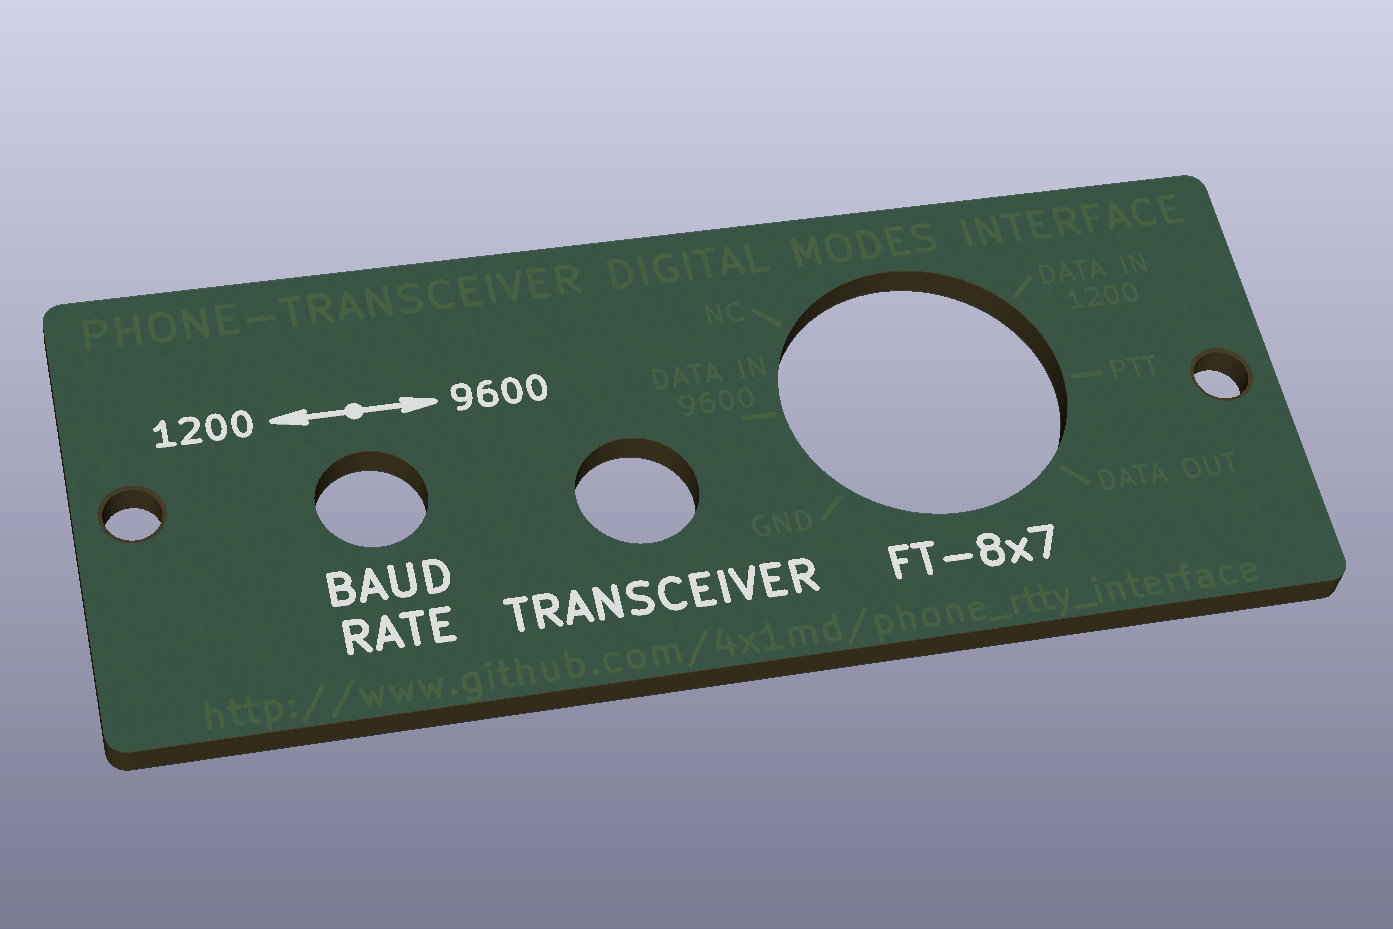 PHONE-TRANSCEIVER DIGITAL MODES INTERFACE
1200 9600
BAUD
RATE
TRANSCEIVER
NC
DATA IN
9600
GND
DATA IN
1200
PTT
DATA OUT
FT-8x7
http://www.github.com/4x1md/phone_rtty_interface